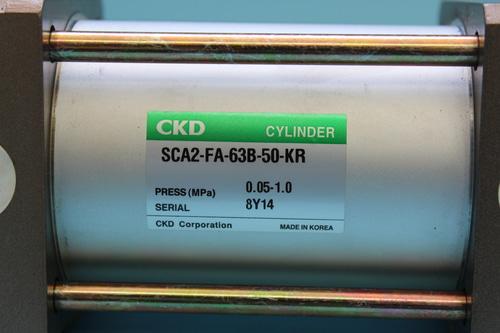 CKD CYLINDER
SCA2-FA-63B-50-KR
PRESS(MPa) 0.05-1.0
SERIAL 8Y14
CKD Corporation MADE IN KOREA